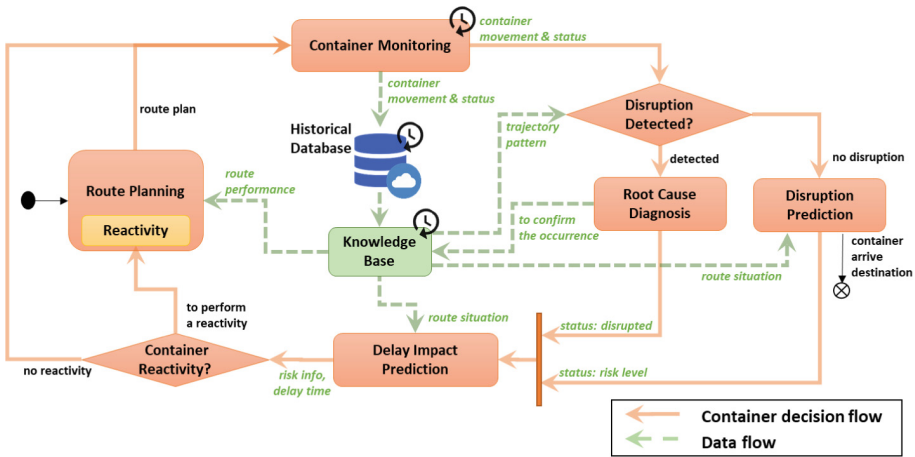 container
movement & status
Container Monitoring
container
movement & status
route plan
Historical
Database
trajectory
pattern
Disruption
Detected?
detected
no disruption
Route Planning
Reactivity
route
performance
Root Cause
Diagnosis
Disruption
Prediction
to confirm
the occurrence
Knowledge
Base
container
arrive
destination
route situation
to perform
a reactivity
route situation
status: disrupted
Container
Reactivity?
Delay Impact
Prediction
no reactivity
risk info,
delay time
status: risk level
Container decision flow
Data flow